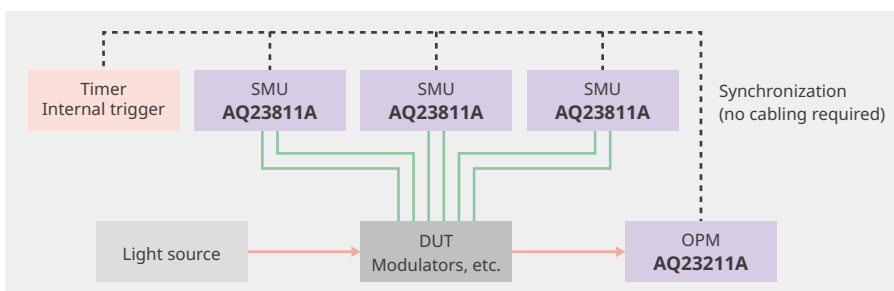 Timer
Internal trigger
SMU
AQ23811A
SMU
AQ23811A
SMU
AQ23811A
Synchronization
(no cabling required)
Light source
DUT
Modulators, etc.
OPM
AQ23211A